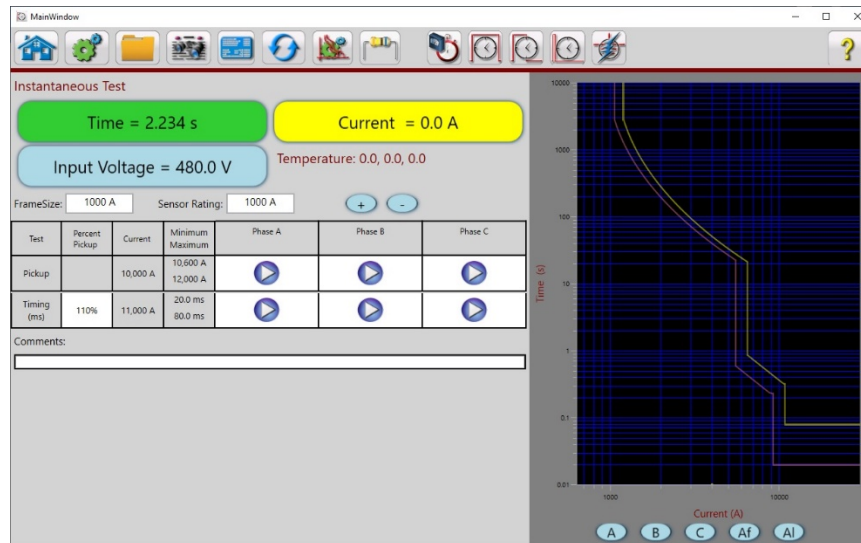 MainWindow
Instantaneous Test
Time = 2.234 s
Current = 0.0 A
Input Voltage = 480.0 V
Temperature: 0.0, 0.0, 0.0
FrameSize: 1000 A Sensor Rating: 1000 A + -
Test Percent Pickup Current Minimum Maximum Phase A Phase B Phase C
Pickup 10,000 A 10,600 A 12,000 A
Timing (ms) 110% 11,000 A 20.0 ms 80.0 ms
Comments:
10000
1000
100
10
1
0.1
0.01
Time (s)
1000 10000
Current (A)
A B C Af Al